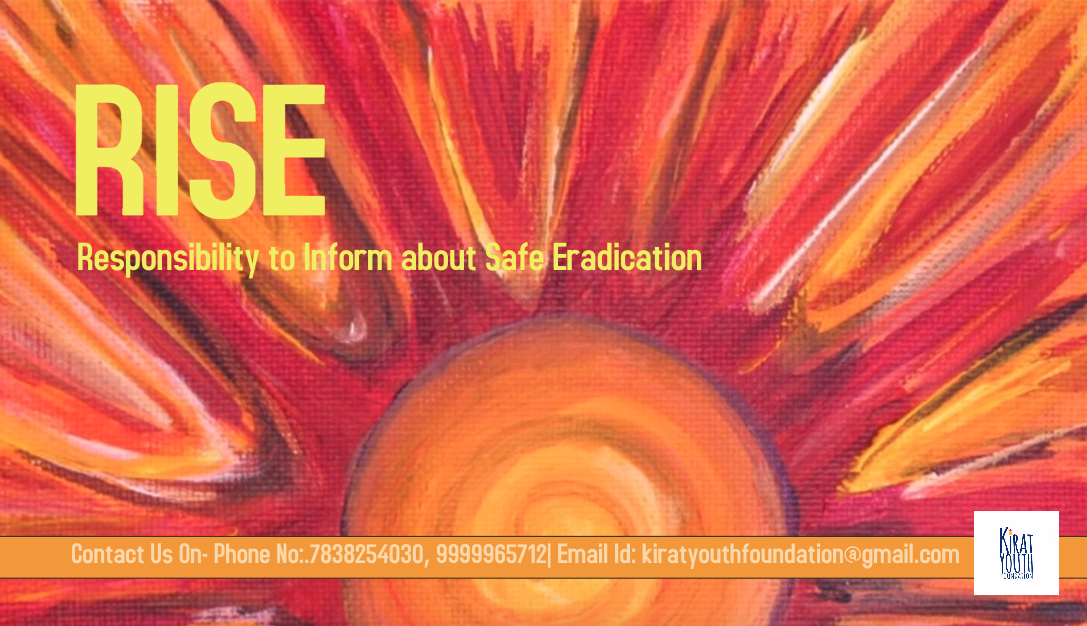 RISE
Responsibility to Inform about Safe Eradication
Contact Us On- Phone No:.7838254030, 9999965712| Email Id: kiratyouthfoundation@gmail.com
KIRAT
YOUTH
FOUNDATION